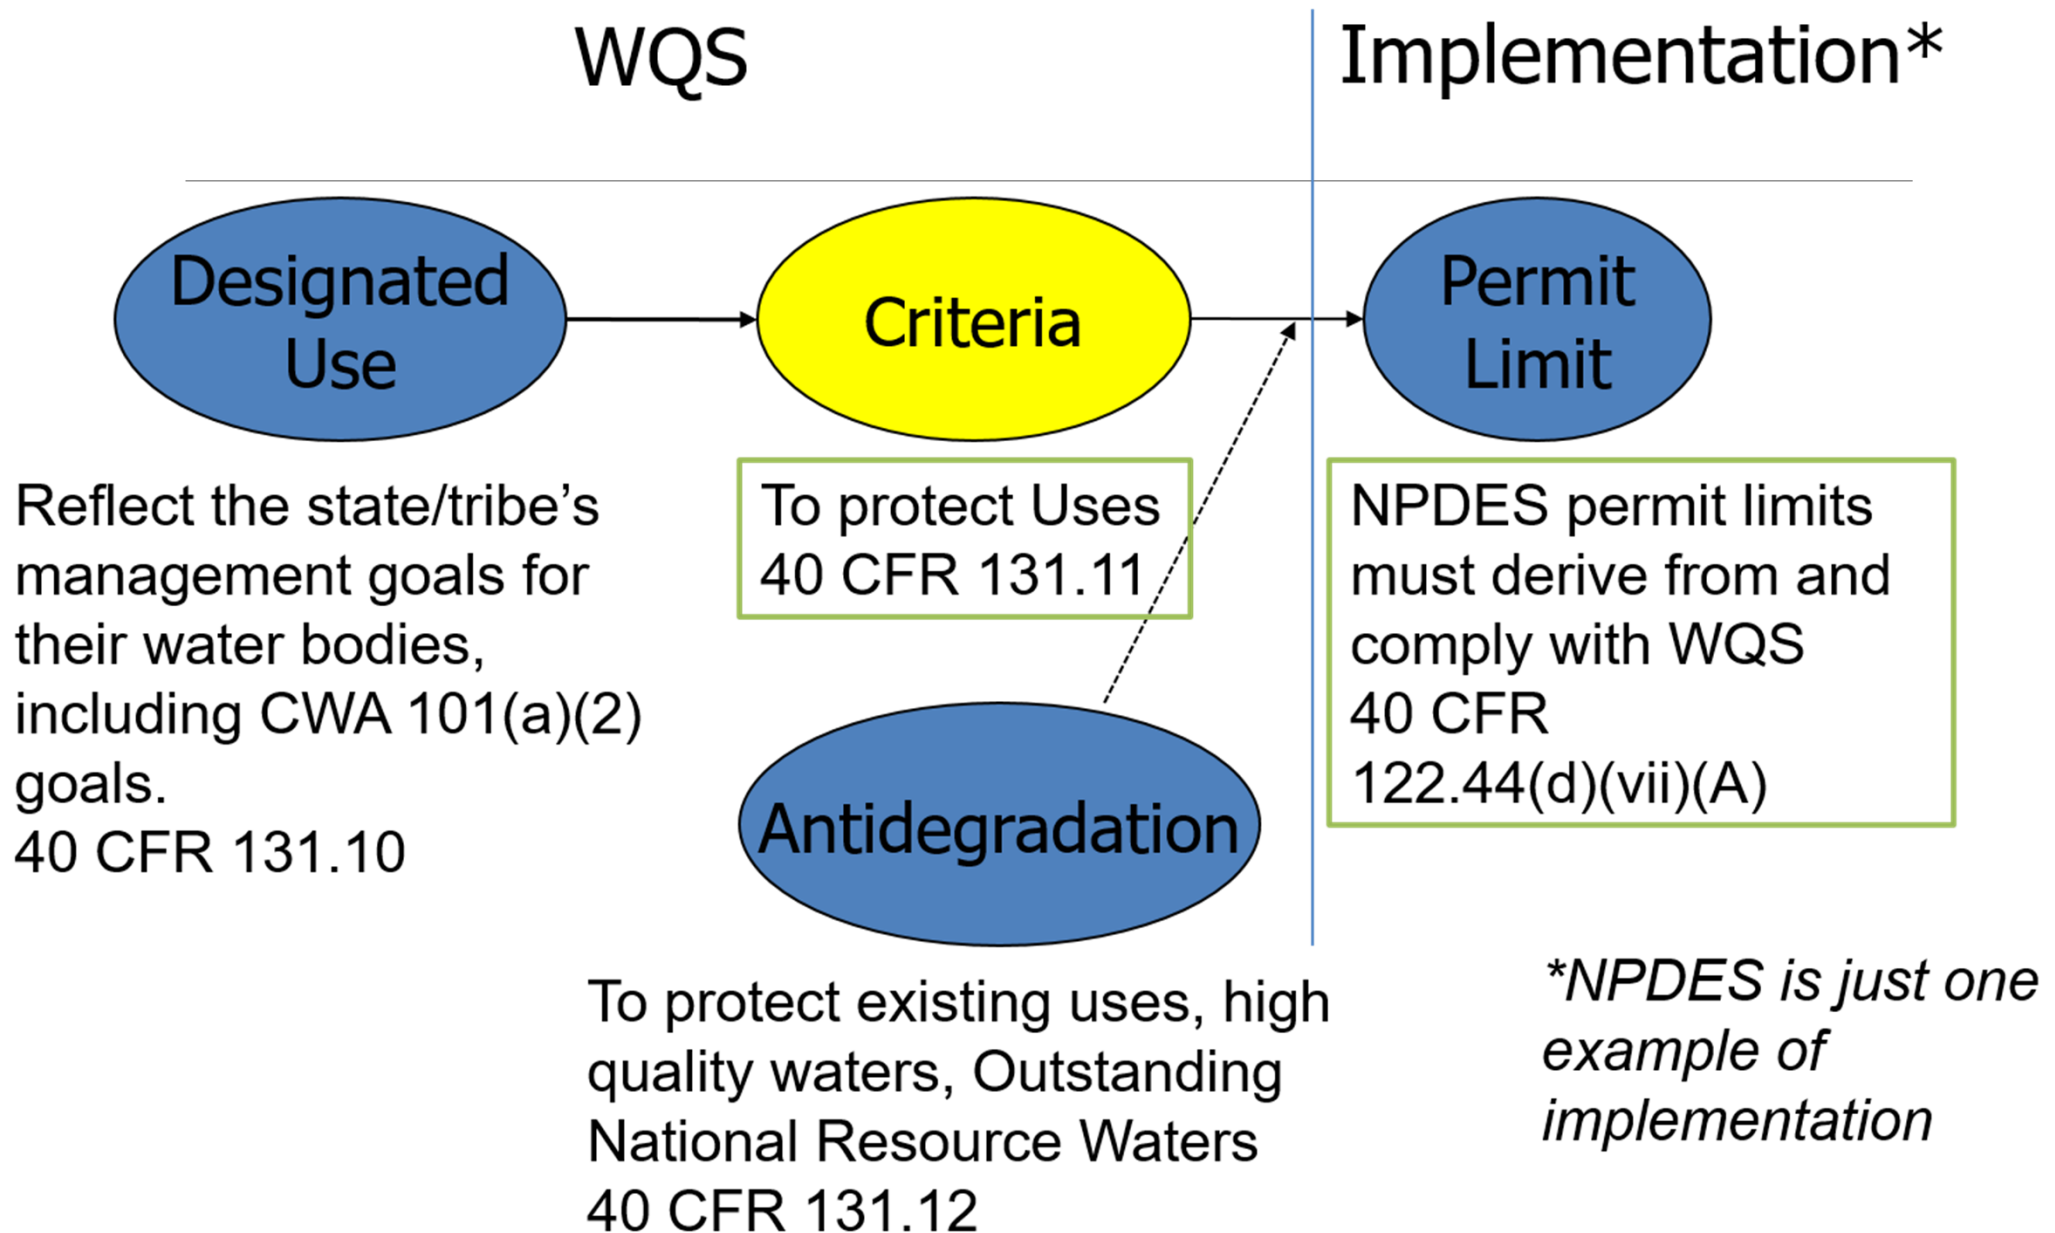 WQS
Implementation*
Designated
Use
Criteria
Permit
Limit
Reflect the state/tribe’s
management goals for
their water bodies,
including CWA 101(a)(2)
goals.
40 CFR 131.10
To protect Uses
40 CFR 131.11
NPDES permit limits
must derive from and
comply with WQS
40 CFR
122.44(d)(vii)(A)
Antidegradation
To protect existing uses, high
quality waters, Outstanding
National Resource Waters
40 CFR 131.12
*NPDES is just one
example of
implementation